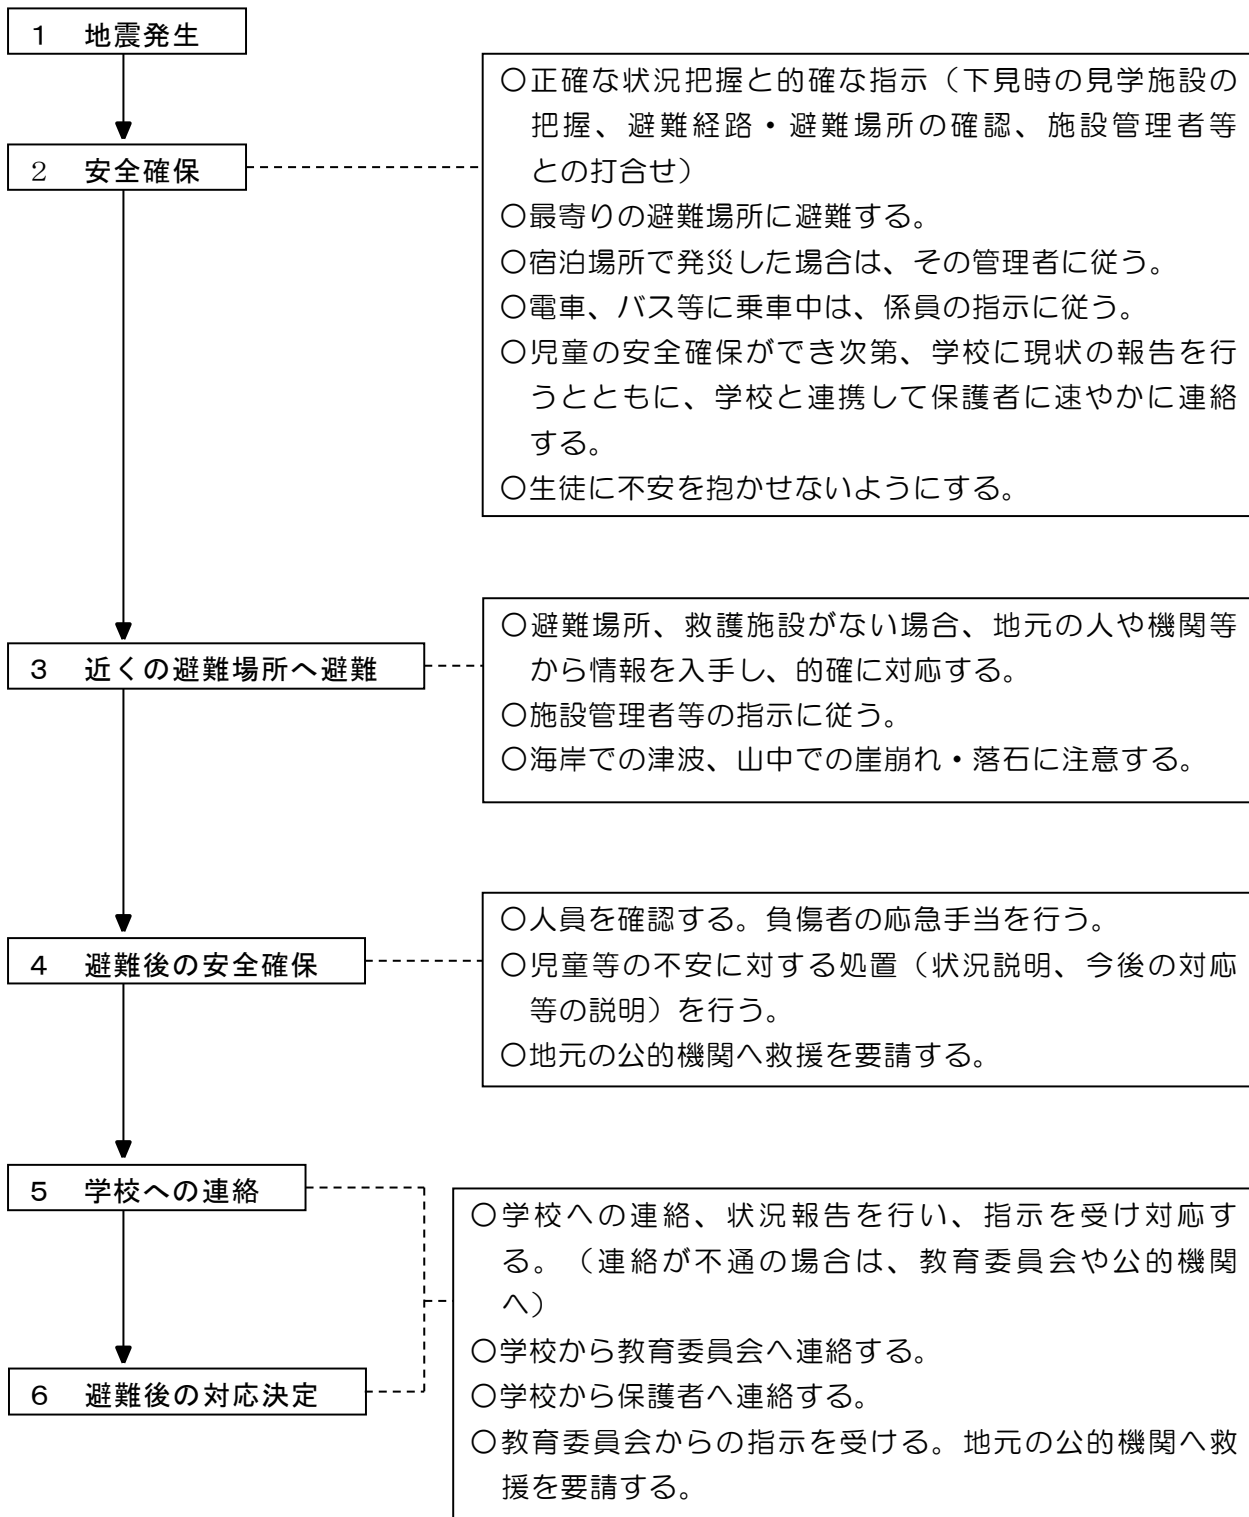 1 地震発生
2 安全確保
○正確な状況把握と的確な指示（下見時の見学施設の
把握、避難経路・避難場所の確認、施設管理者等
との打合せ）
○最寄りの避難場所に避難する。
○宿泊場所で発災した場合は、その管理者に従う。
○電車、バス等に乗車中は、係員の指示に従う。
○児童の安全確保ができ次第、学校に現状の報告を行
うとともに、学校と連携して保護者に速やかに連絡
する。
○生徒に不安を抱かせないようにする。
3 近くの避難場所へ避難
○避難場所、救護施設がない場合、地元の人や機関等
から情報を入手し、的確に対応する。
○施設管理者等の指示に従う。
○海岸での津波、山中での崖崩れ・落石に注意する。
4 避難後の安全確保
○人員を確認する。負傷者の応急手当を行う。
○児童等の不安に対する処置（状況説明、今後の対応
等の説明）を行う。
○地元の公的機関へ救援を要請する。
5 学校への連絡
6 避難後の対応決定
○学校への連絡、状況報告を行い、指示を受け対応す
る。（連絡が不通の場合は、教育委員会や公的機関
へ）
○学校から教育委員会へ連絡する。
○学校から保護者へ連絡する。
○教育委員会からの指示を受ける。地元の公的機関へ救
援を要請する。